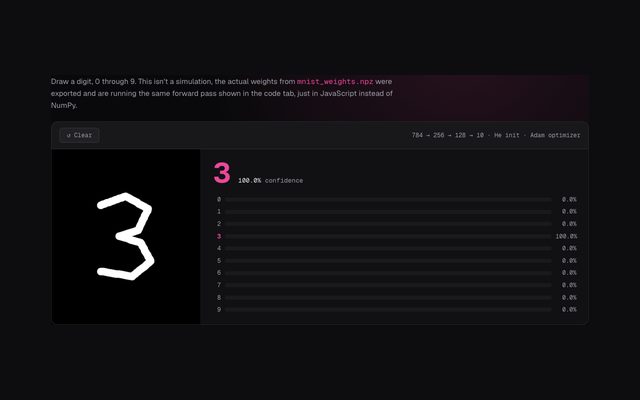 Draw a digit, 0 through 9. This isn't a simulation, the actual weights from mnist_weights.npz were
exported and are running the same forward pass shown in the code tab, just in JavaScript instead of
NumPy.
↺ Clear 784 → 256 → 128 → 10 · He init · Adam optimizer
3
3 100.0% confidence
0 0.0%
1 0.0%
2 0.0%
3 100.0%
4 0.0%
5 0.0%
6 0.0%
7 0.0%
8 0.0%
9 0.0%